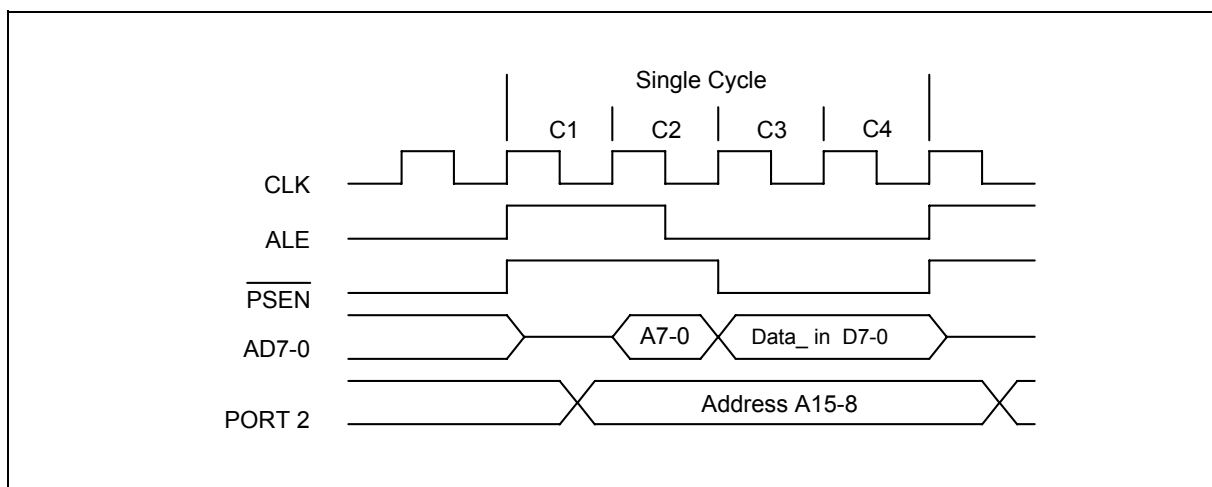 Single Cycle
C1 C2 C3 C4
CLK
ALE
PSEN
AD7-0 A7-0 Data_ in D7-0
PORT 2 Address A15-8